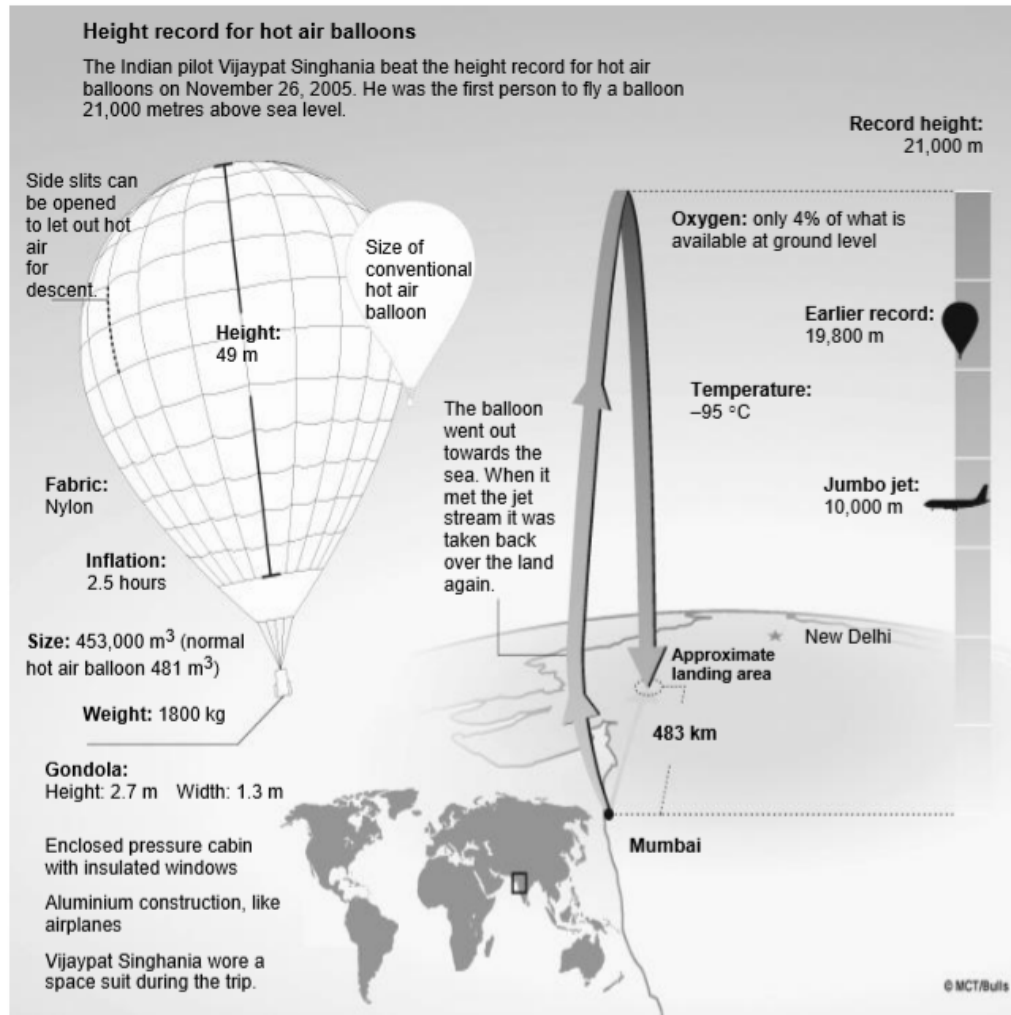 Height record for hot air balloons
The Indian pilot Vijaypat Singhania beat the height record for hot air
balloons on November 26, 2005. He was the first person to fly a balloon
21,000 metres above sea level.
Record height:
21,000 m
Side slits can
be opened
to let out hot
air
for
descent.
Size of
conventional
hot air
balloon
Oxygen: only 4% of what is
available at ground level
Height:
49 m
Earlier record:
19,800 m
Temperature:
–95 °C
The balloon
went out
towards the
sea. When it
met the jet
stream it was
taken back
over the land
again.
Jumbo jet:
10,000 m
Fabric:
Nylon
Inflation:
2.5 hours
Size: 453,000 m³ (normal
hot air balloon 481 m³)
New Delhi
Approximate
landing area
Weight: 1800 kg
483 km
Gondola:
Height: 2.7 m Width: 1.3 m
Mumbai
Enclosed pressure cabin
with insulated windows
Aluminium construction, like
airplanes
Vijaypat Singhania wore a
space suit during the trip.
© MCT/Bulls